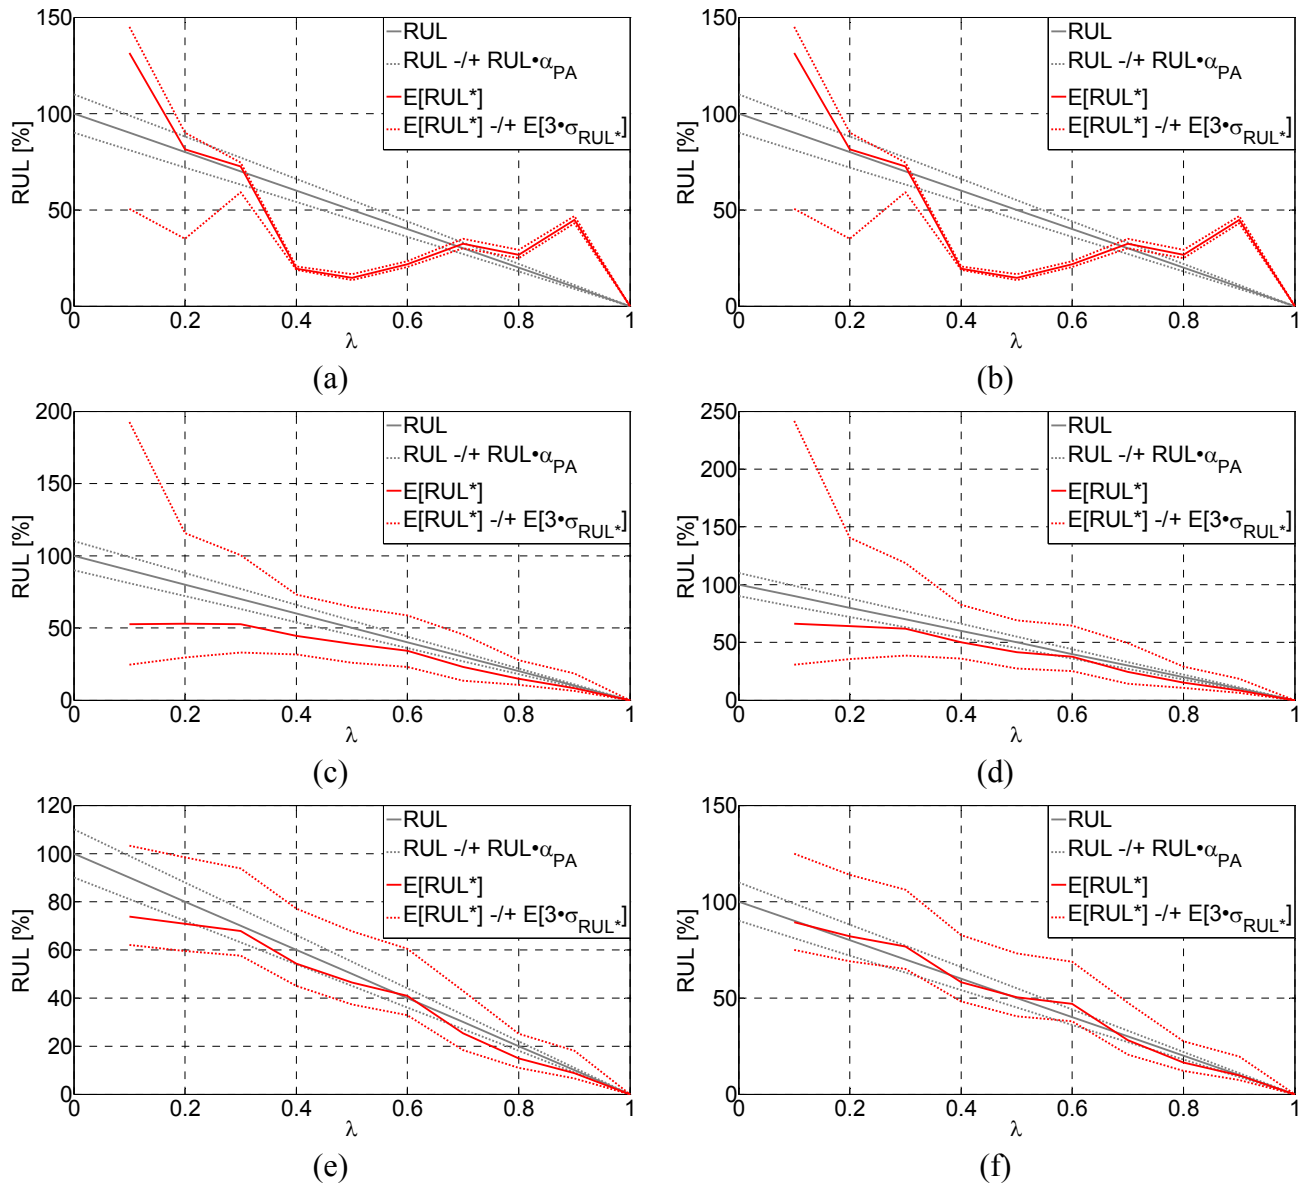 150
100
50
0
RUL [%]
0 0.2 0.4 0.6 0.8 1
λ
RUL
RUL -/+ RUL•α_PA
E[RUL*]
E[RUL*] -/+ E[3•σ_RUL*]
(a)
150
100
50
0
RUL [%]
0 0.2 0.4 0.6 0.8 1
λ
RUL
RUL -/+ RUL•α_PA
E[RUL*]
E[RUL*] -/+ E[3•σ_RUL*]
(b)
200
150
100
50
0
RUL [%]
0 0.2 0.4 0.6 0.8 1
λ
RUL
RUL -/+ RUL•α_PA
E[RUL*]
E[RUL*] -/+ E[3•σ_RUL*]
(c)
250
200
150
100
50
0
RUL [%]
0 0.2 0.4 0.6 0.8 1
λ
RUL
RUL -/+ RUL•α_PA
E[RUL*]
E[RUL*] -/+ E[3•σ_RUL*]
(d)
120
100
80
60
40
20
0
RUL [%]
0 0.2 0.4 0.6 0.8 1
λ
RUL
RUL -/+ RUL•α_PA
E[RUL*]
E[RUL*] -/+ E[3•σ_RUL*]
(e)
150
100
50
0
RUL [%]
0 0.2 0.4 0.6 0.8 1
λ
RUL
RUL -/+ RUL•α_PA
E[RUL*]
E[RUL*] -/+ E[3•σ_RUL*]
(f)